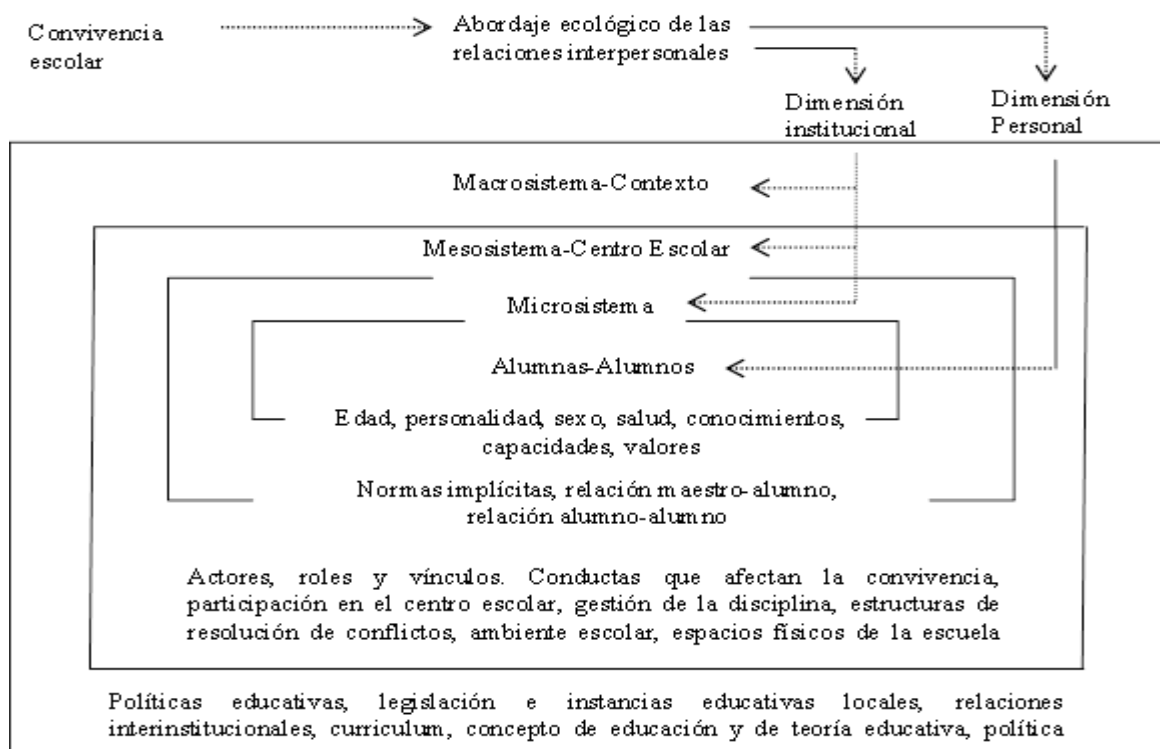 Convivencia
escolar
Abordaje ecológico de las
relaciones interpersonales
Dimensión
institucional
Dimensión
Personal
Macrosistema-Contexto
Mesosistema-Centro Escolar
Microsistema
Alumnas-Alumnos
Edad, personalidad, sexo, salud, conocimientos,
capacidades, valores
Normas implícitas, relación maestro-alumno,
relación alumno-alumno
Actores, roles y vínculos. Conductas que afectan la convivencia,
participación en el centro escolar, gestión de la disciplina, estructuras de
resolución de conflictos, ambiente escolar, espacios físicos de la escuela
Políticas educativas, legislación e instancias educativas locales, relaciones
interinstitucionales, curriculum, concepto de educación y de teoría educativa, política